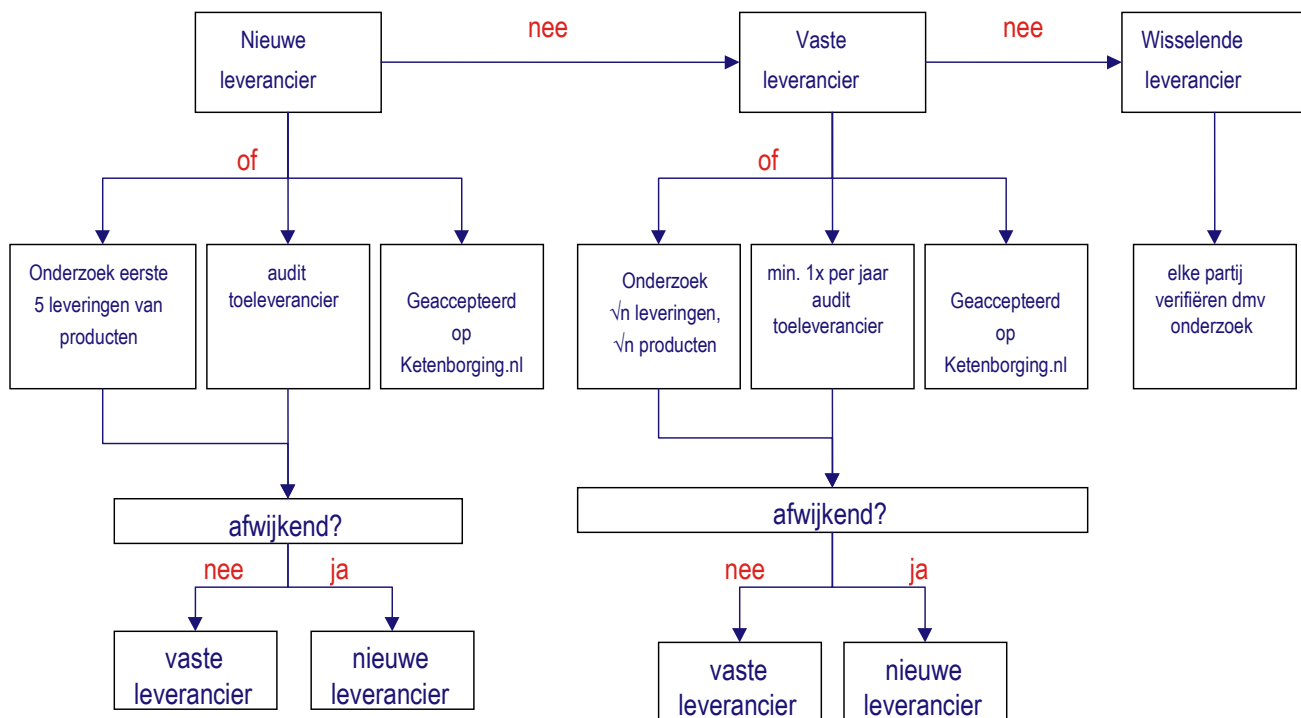 nee
nee
Nieuwe
leverancier
Vaste
leverancier
Wisselende
leverancier
of
of
Onderzoek eerste
5 leveringen van
producten
audit
toeleverancier
Geaccepteerd
op
Ketenborging.nl
Onderzoek
√n leveringen,
√n producten
min. 1x per jaar
audit
toeleverancier
Geaccepteerd
op
Ketenborging.nl
elke partij
verifiëren dmv
onderzoek
afwijkend?
afwijkend?
nee
ja
nee
ja
vaste
leverancier
nieuwe
leverancier
vaste
leverancier
nieuwe
leverancier